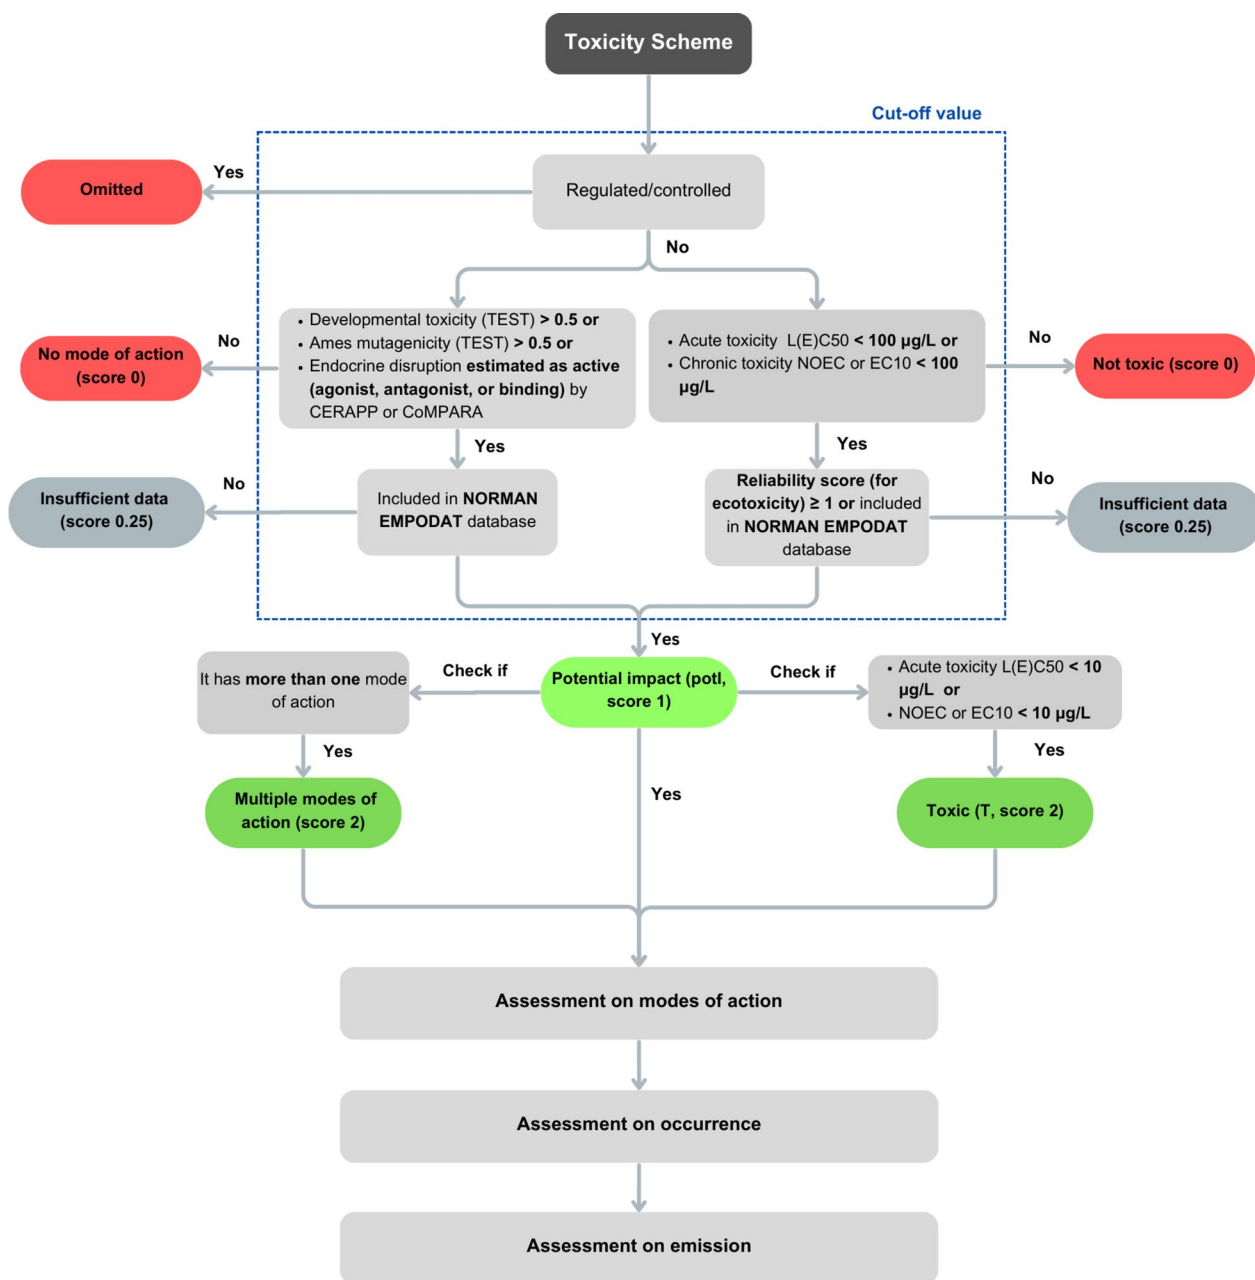 Toxicity Scheme
Cut-off value
Yes
Omitted
Regulated/controlled
No
• Developmental toxicity (TEST) > 0.5 or
• Ames mutagenicity (TEST) > 0.5 or
• Endocrine disruption estimated as active
(agonist, antagonist, or binding) by
CERAPP or CoMPARA
• Acute toxicity L(E)C50 < 100 µg/L or
• Chronic toxicity NOEC or EC10 < 100
µg/L
No
No mode of action
(score 0)
No
Not toxic (score 0)
Yes
Yes
No
Insufficient data
(score 0.25)
Included in NORMAN
EMPODAT database
Reliability score (for
ecotoxicity) ≥ 1 or included
in NORMAN EMPODAT
database
No
Insufficient data
(score 0.25)
Yes
It has more than one mode
of action
Check if
Potential impact (potI,
score 1)
Check if
• Acute toxicity L(E)C50 < 10
µg/L or
• NOEC or EC10 < 10 µg/L
Yes
Yes
Yes
Multiple modes of
action (score 2)
Toxic (T, score 2)
Assessment on modes of action
Assessment on occurrence
Assessment on emission